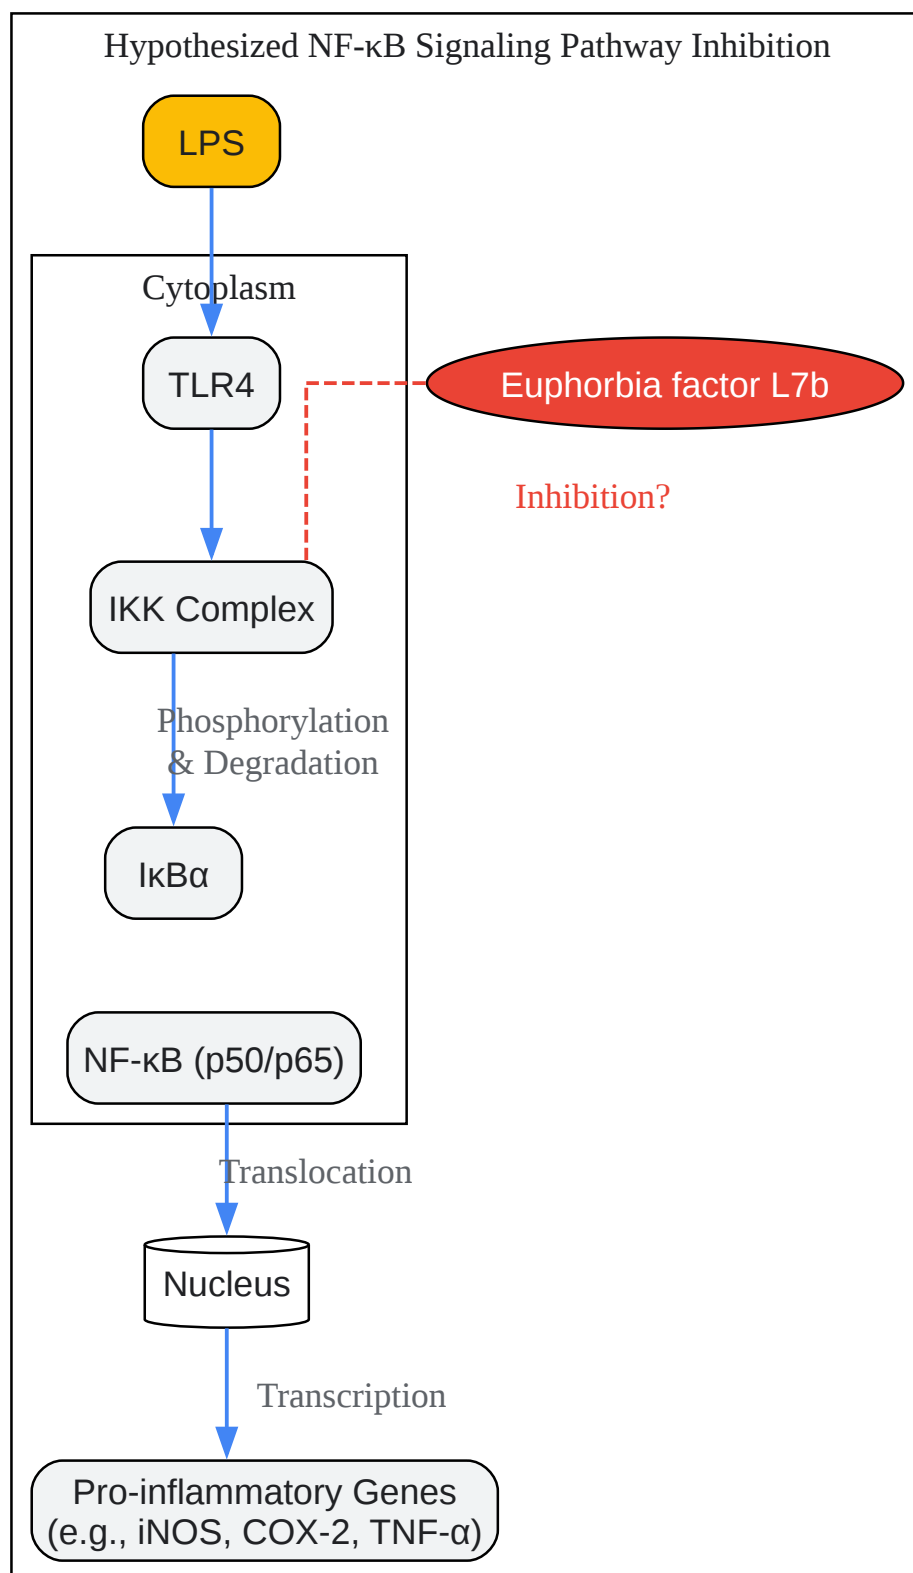 Hypothesized NF-κB Signaling Pathway Inhibition
LPS
Cytoplasm
TLR4
Euphorbia factor L7b
Inhibition?
IKK Complex
Phosphorylation
& Degradation
IκBα
NF-κB (p50/p65)
Translocation
Nucleus
Transcription
Pro-inflammatory Genes
(e.g., iNOS, COX-2, TNF-α)